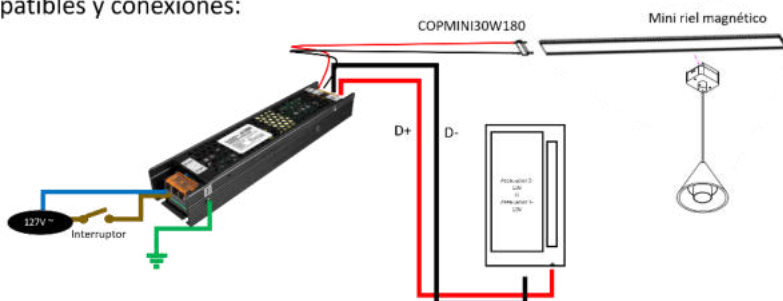 patibles y conexiones:
COPMINI30W180
Mini riel magnético
D+
D-
127V ~
Interruptor